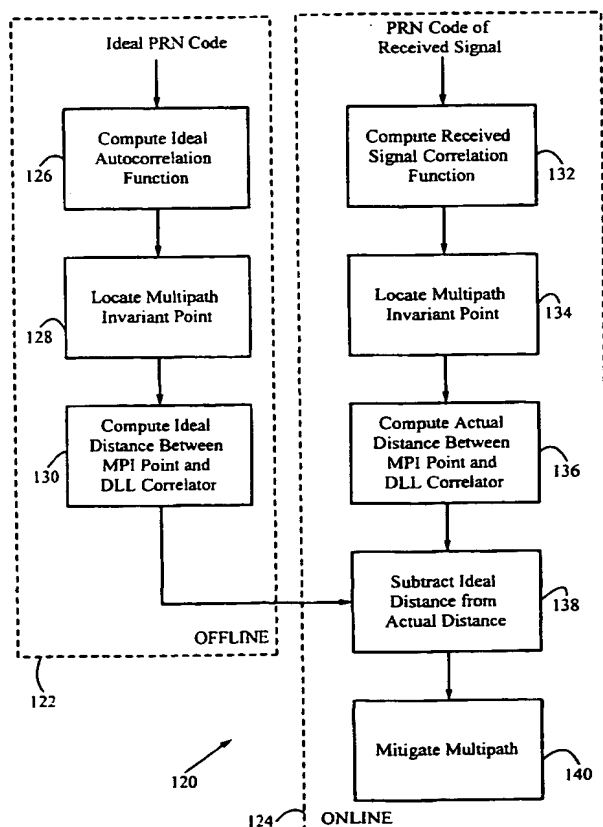 Ideal PRN Code
Compute Ideal
Autocorrelation
Function
126
Locate Multipath
Invariant Point
128
Compute Ideal
Distance Between
MPI Point and
DLL Correlator
130
OFFLINE
122
PRN Code of
Received Signal
Compute Received
Signal Correlation
Function
132
Locate Multipath
Invariant Point
134
Compute Actual
Distance Between
MPI Point and
DLL Correlator
136
Subtract Ideal
Distance from
Actual Distance
138
Mitigate Multipath
140
120
124
ONLINE